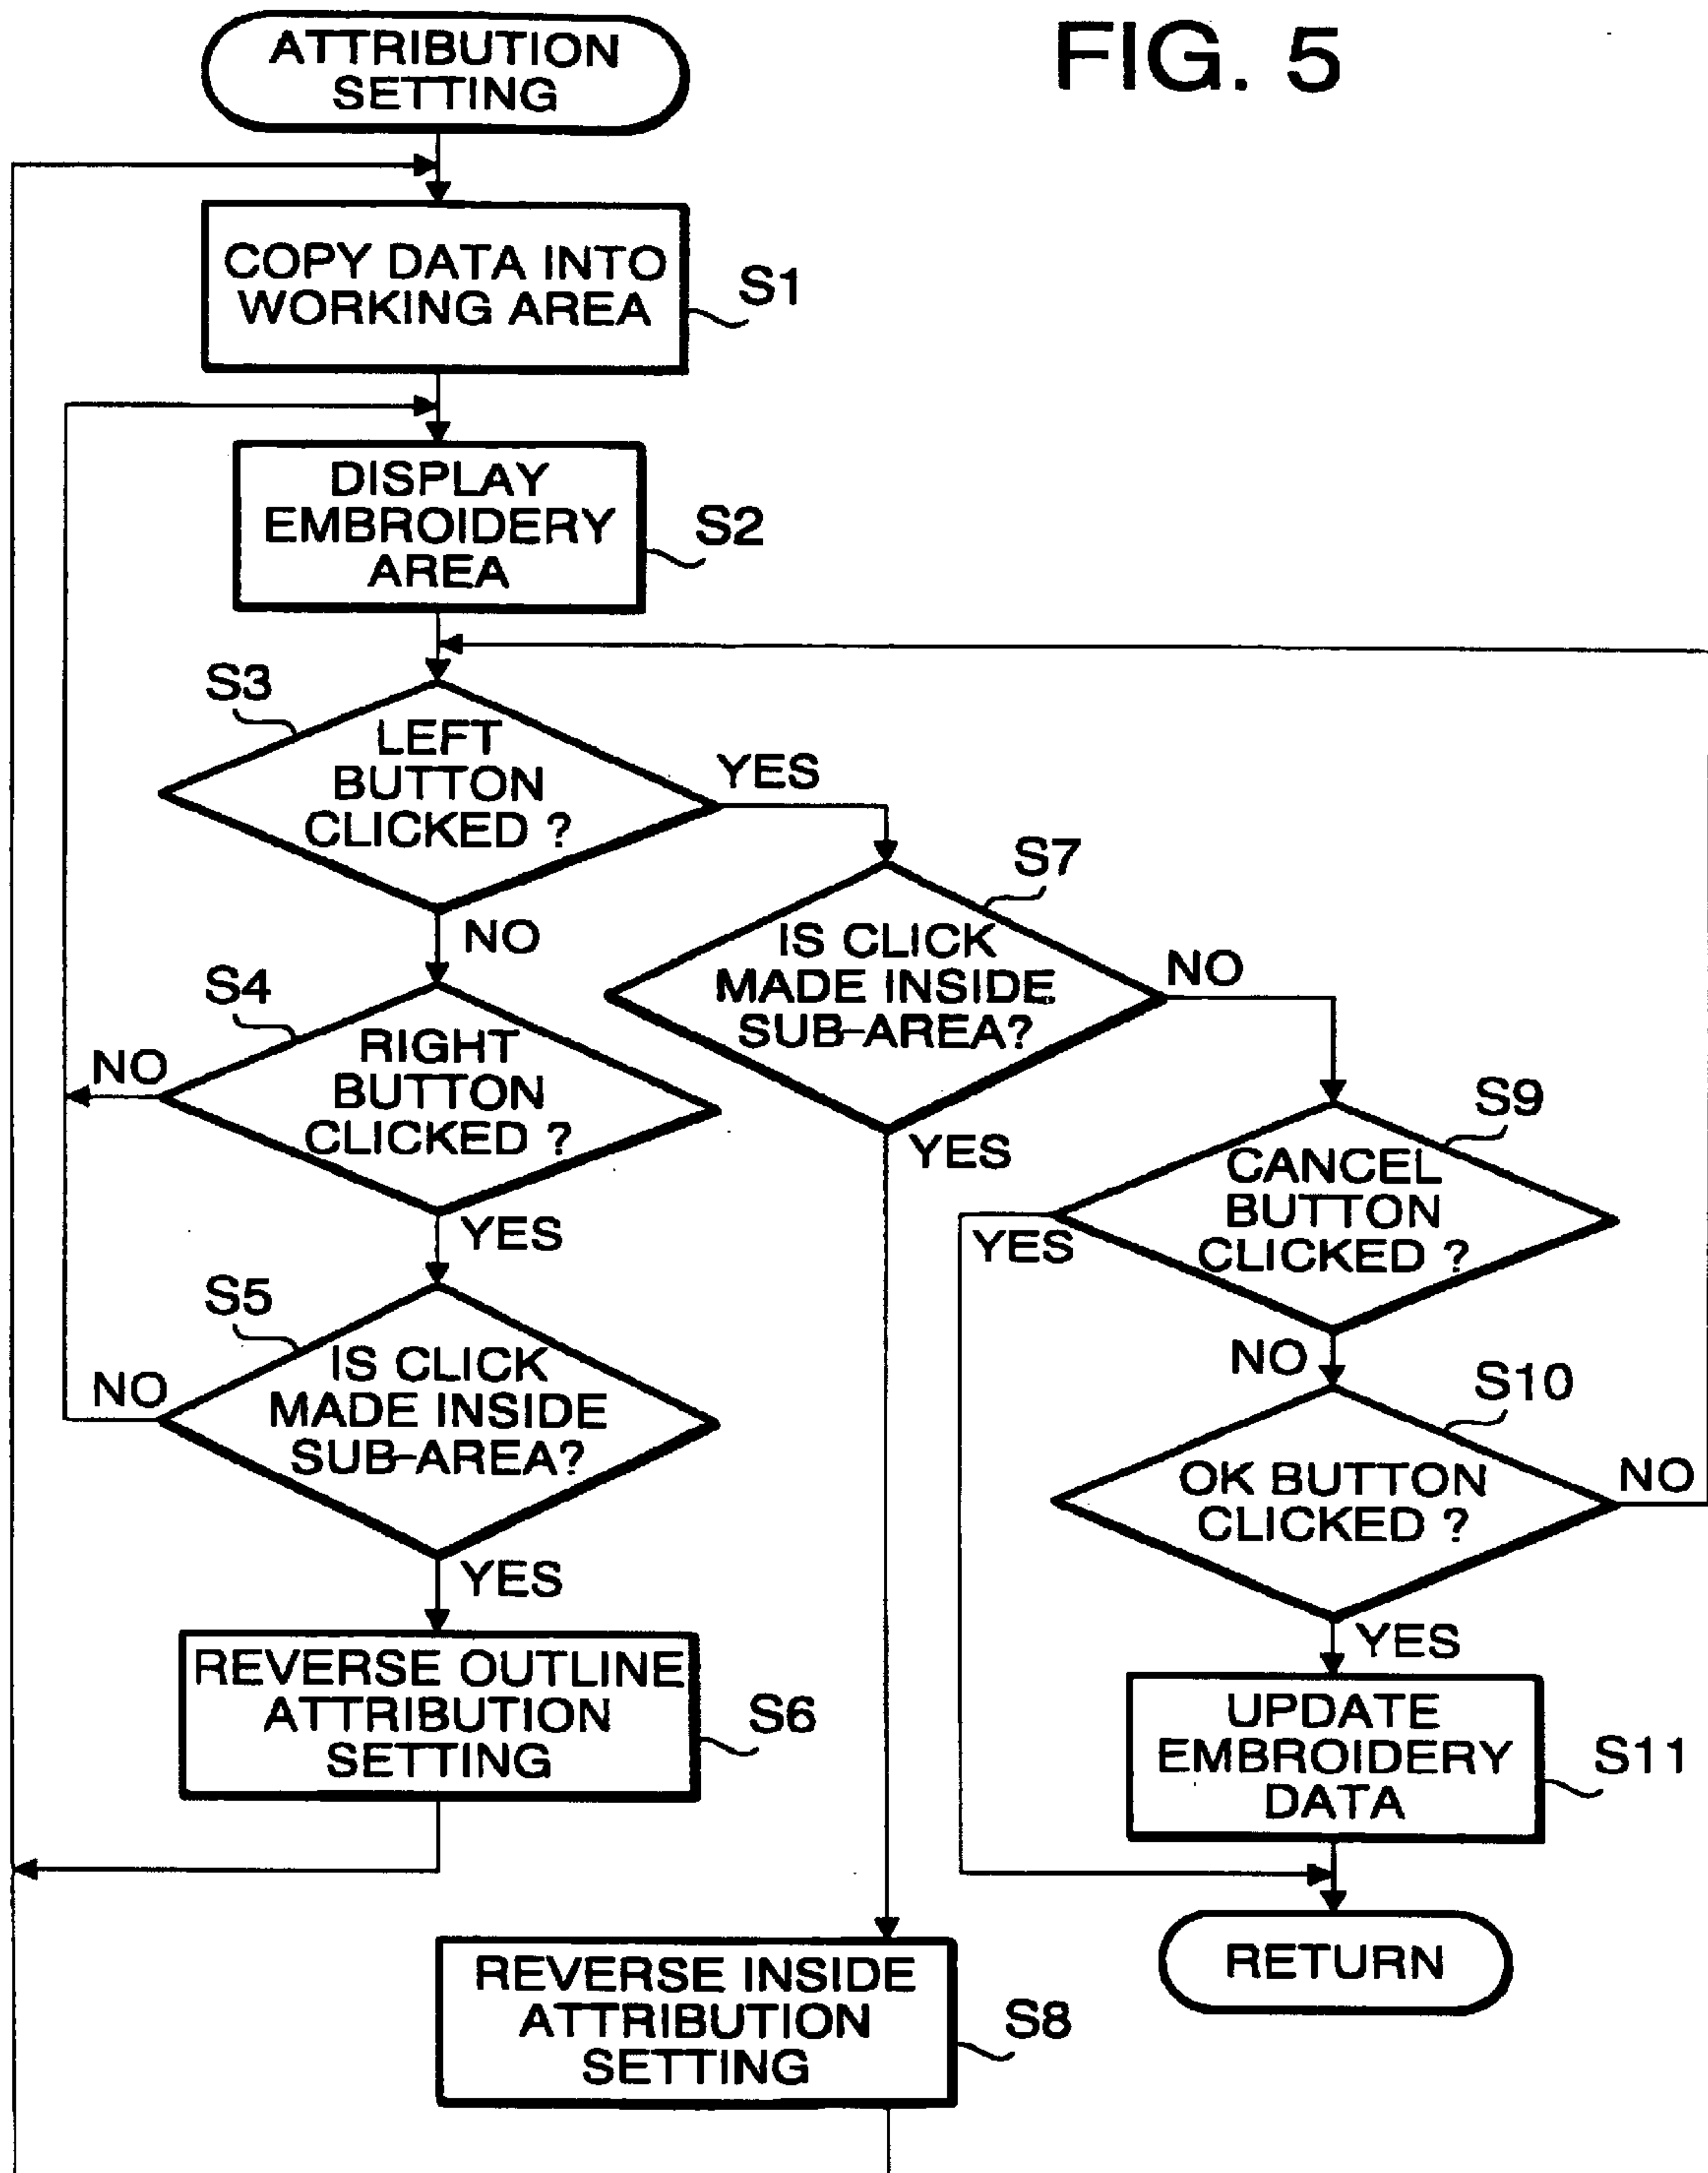 FIG. 5
ATTRIBUTION
SETTING
COPY DATA INTO
WORKING AREA
S1
DISPLAY
EMBROIDERY
AREA
S2
S3
LEFT
BUTTON
CLICKED ?
YES
NO
S4
RIGHT
BUTTON
CLICKED ?
NO
YES
S5
IS CLICK
MADE INSIDE
SUB-AREA?
NO
YES
REVERSE OUTLINE
ATTRIBUTION
SETTING
S6
S7
IS CLICK
MADE INSIDE
SUB-AREA?
NO
YES
REVERSE INSIDE
ATTRIBUTION
SETTING
S8
S9
CANCEL
BUTTON
CLICKED ?
YES
NO
S10
OK BUTTON
CLICKED ?
NO
YES
UPDATE
EMBROIDERY
DATA
S11
RETURN